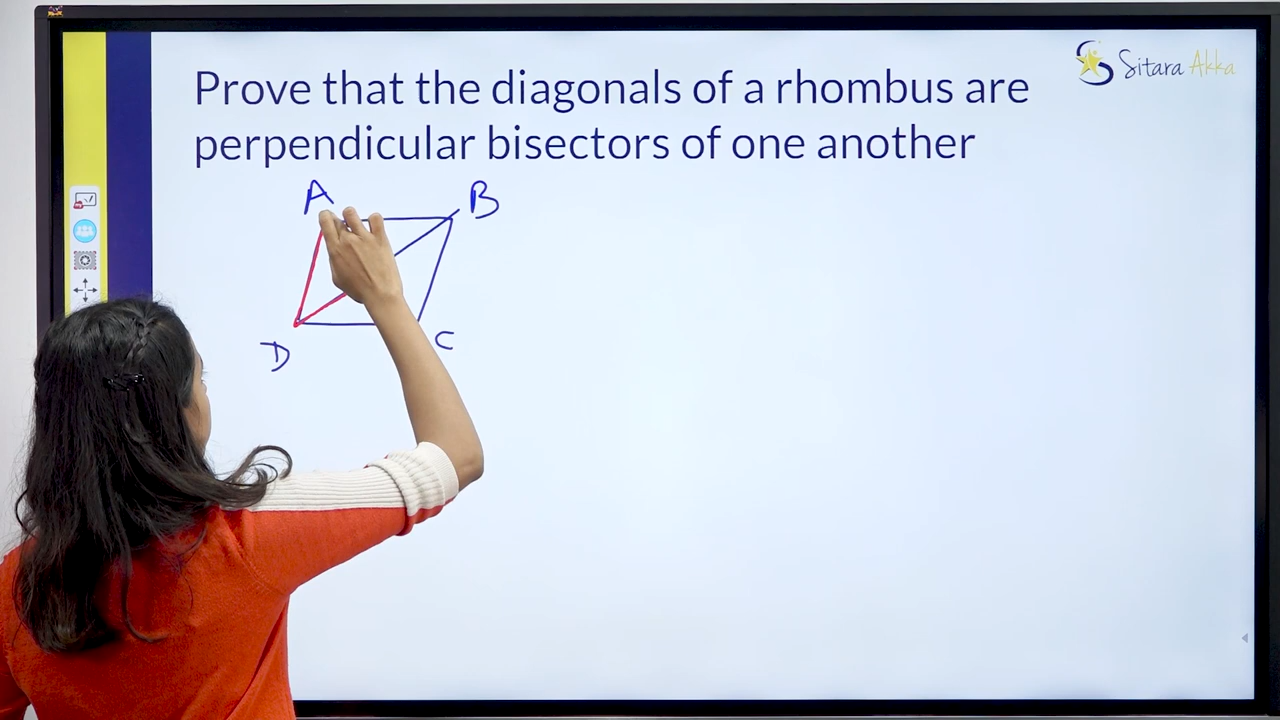 Sitara Akka
Prove that the diagonals of a rhombus are
perpendicular bisectors of one another
A B
D C